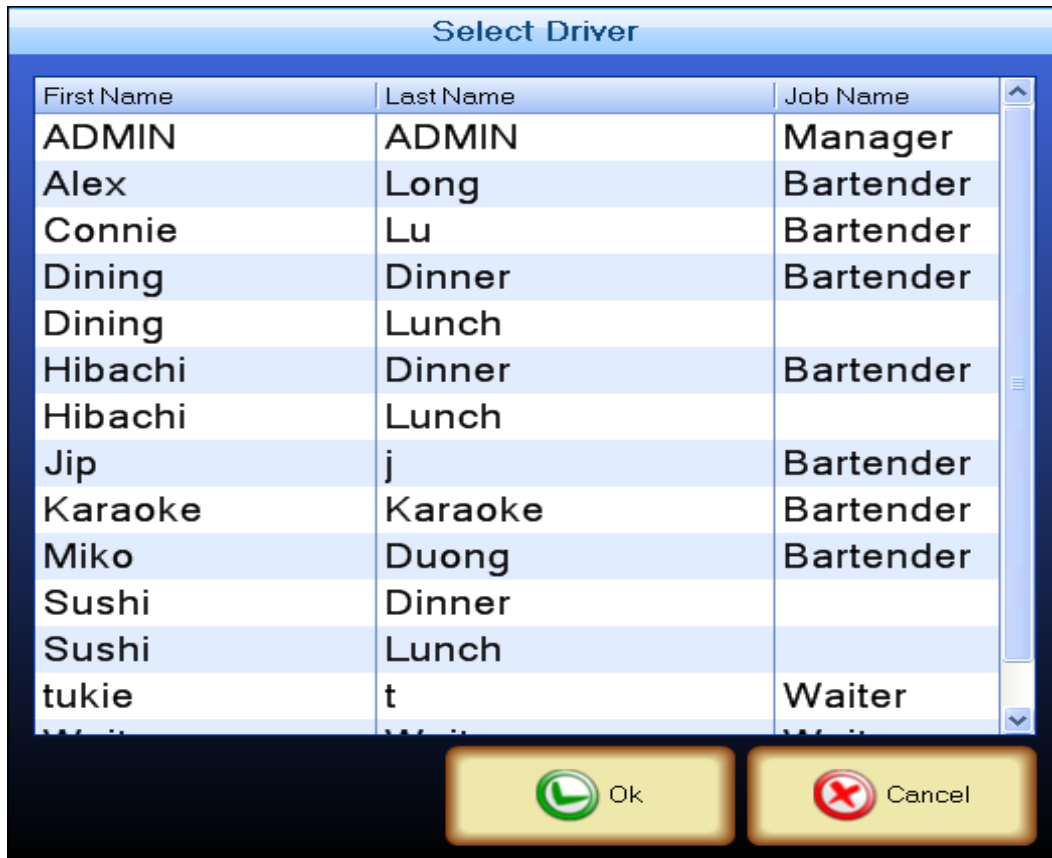 Select Driver
First Name Last Name Job Name
ADMIN ADMIN Manager
Alex Long Bartender
Connie Lu Bartender
Dining Dinner Bartender
Dining Lunch
Hibachi Dinner Bartender
Hibachi Lunch
Jip j Bartender
Karaoke Karaoke Bartender
Miko Duong Bartender
Sushi Dinner
Sushi Lunch
tukie t Waiter
Ok Cancel